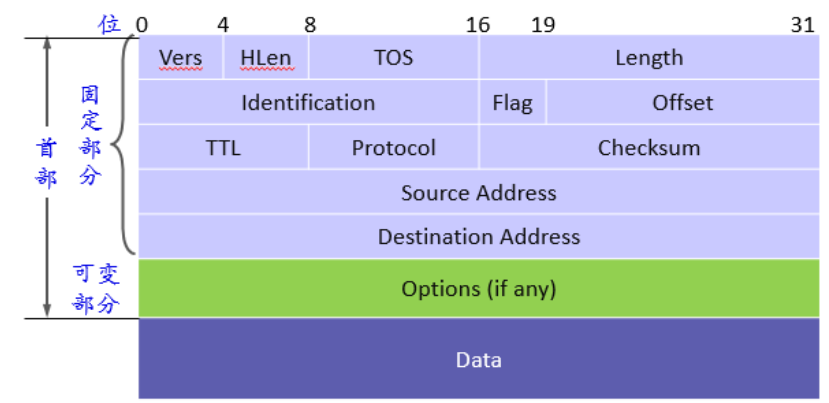 位 0 4 8 16 19 31
Vers HLen TOS Length
Identification Flag Offset
TTL Protocol Checksum
Source Address
Destination Address
Options (if any)
Data
首部
固定部分
可变
部分